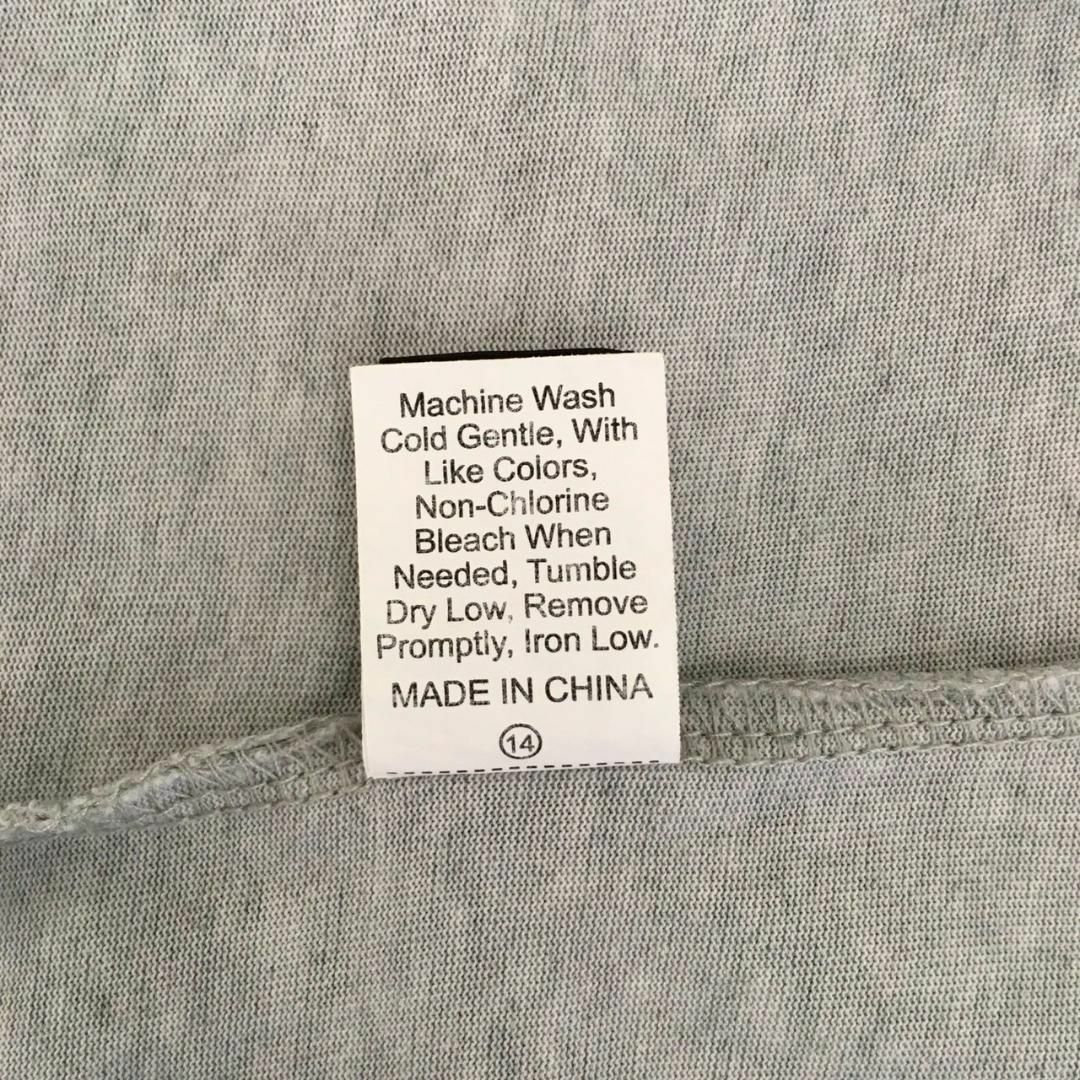 Machine Wash
Cold Gentle, With
Like Colors,
Non-Chlorine
Bleach When
Needed, Tumble
Dry Low, Remove
Promptly, Iron Low.
MADE IN CHINA
14